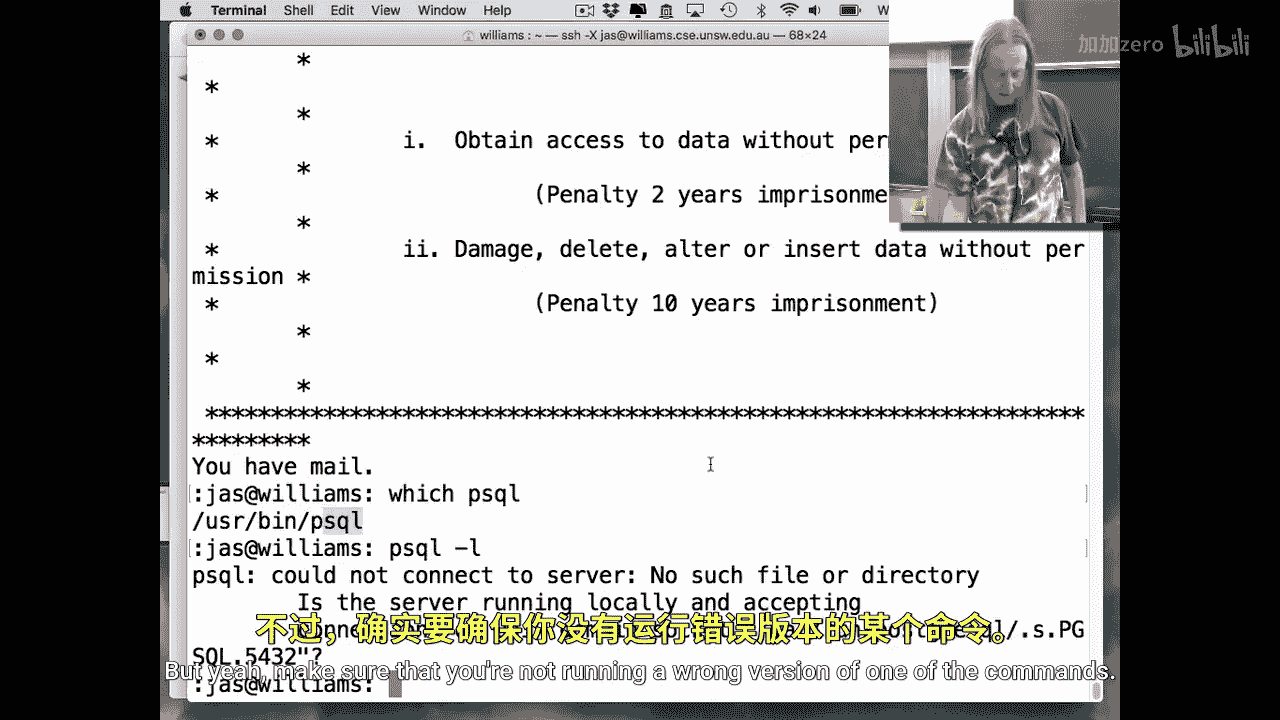 Terminal Shell Edit View Window Help
williams : ~ — ssh -X jas@williams.cse.unsw.edu.au — 68×24
加加zero bilibili
*
*
*
* i. Obtain access to data without per
*
* (Penalty 2 years imprisonme
*
* ii. Damage, delete, alter or insert data without per
mission *
* (Penalty 10 years imprisonment)
*
*
*
*******************************************************************
*********
You have mail.
:jas@williams: which psql
/usr/bin/psql
:jas@williams: psql -l
psql: could not connect to server: No such file or directory
Is the server running locally and accepting
不过，确实要确保你没有运行错误版本的某个命令。
SQL.5432"?
But yeah, make sure that you're not running a wrong version of one of the commands.
:jas@williams: